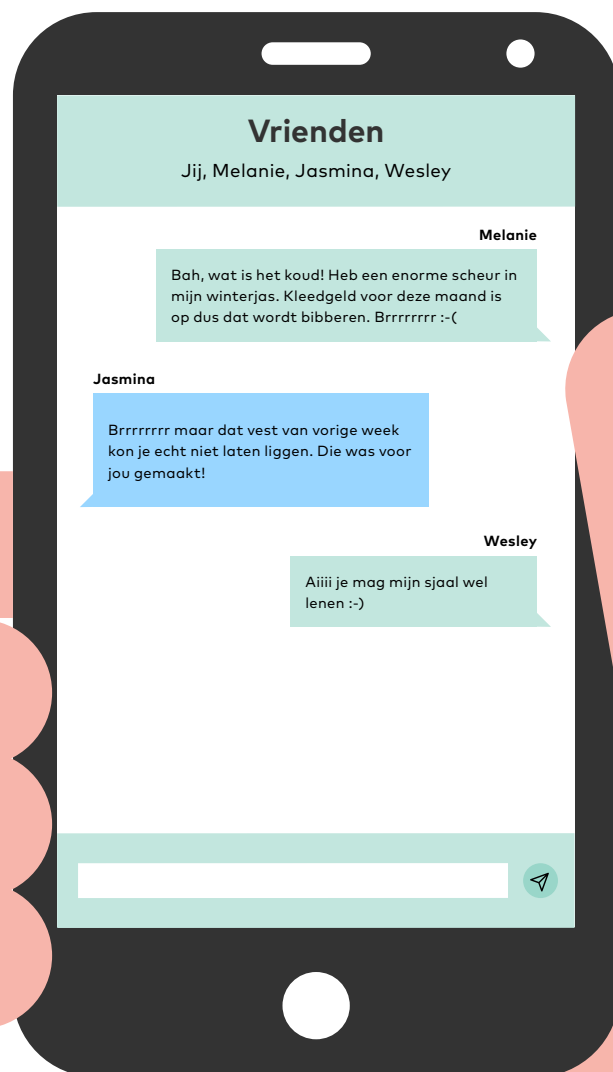 Vrienden
Jij, Melanie, Jasmina, Wesley
Melanie
Bah, wat is het koud! Heb een enorme scheur in
mijn winterjas. Kleedgeld voor deze maand is
op dus dat wordt bibberen. Brrrrrrrr :-(
Jasmina
Brrrrrrrr maar dat vest van vorige week
kon je echt niet laten liggen. Die was voor
jou gemaakt!
Wesley
Aiiii je mag mijn sjaal wel
lenen :-)